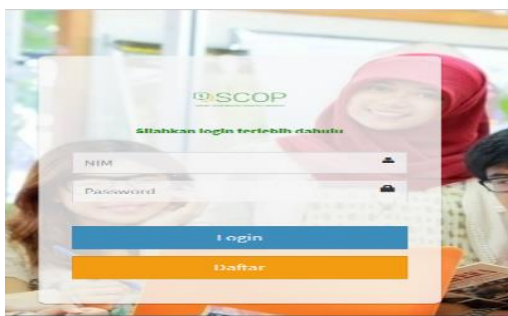 SCOP
Silahkan login terlebih dahulu
NIM
Password
Login
Daftar